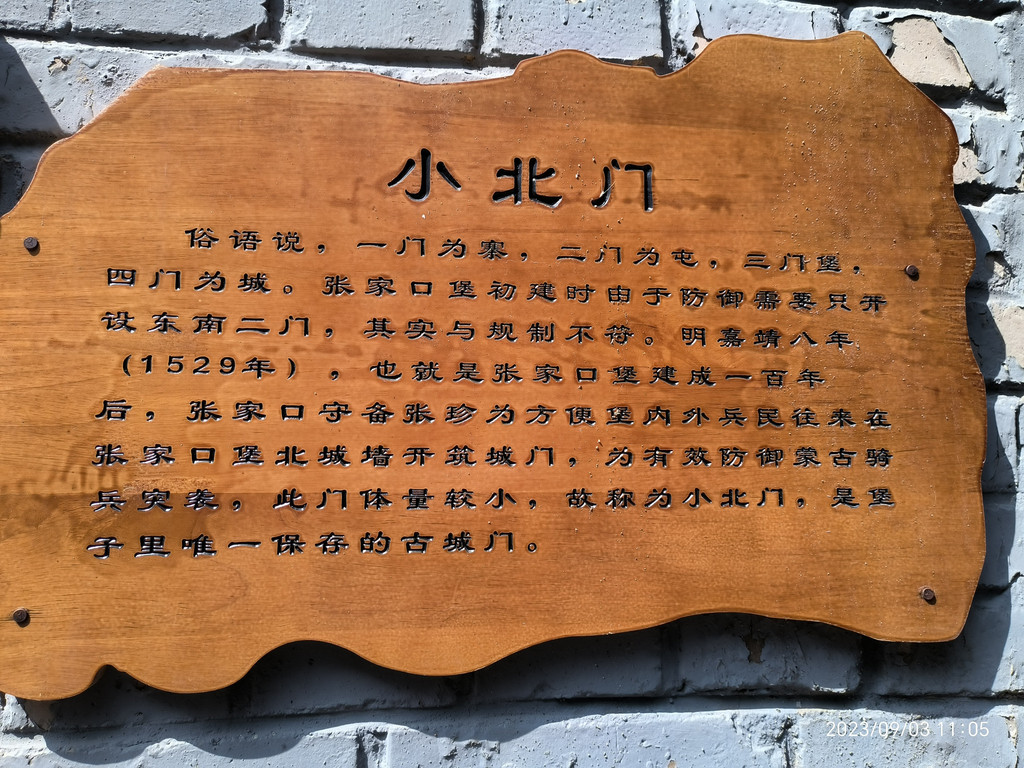 小北门
俗语说，一门为寨，二门为屯，三门堡，
四门为城。张家口堡初建时由于防御需要只开
设东南二门，其实与规制不符。明嘉靖八年
（1529年），也就是张家口堡建成一百年
后，张家口守备张珍为方便堡内外兵民往来在
张家口堡北城墙开筑城门，为有效防御蒙古骑
兵突袭，此门体量较小，故称为小北门，是堡
子里唯一保存的古城门。
2023/09/03 11:05